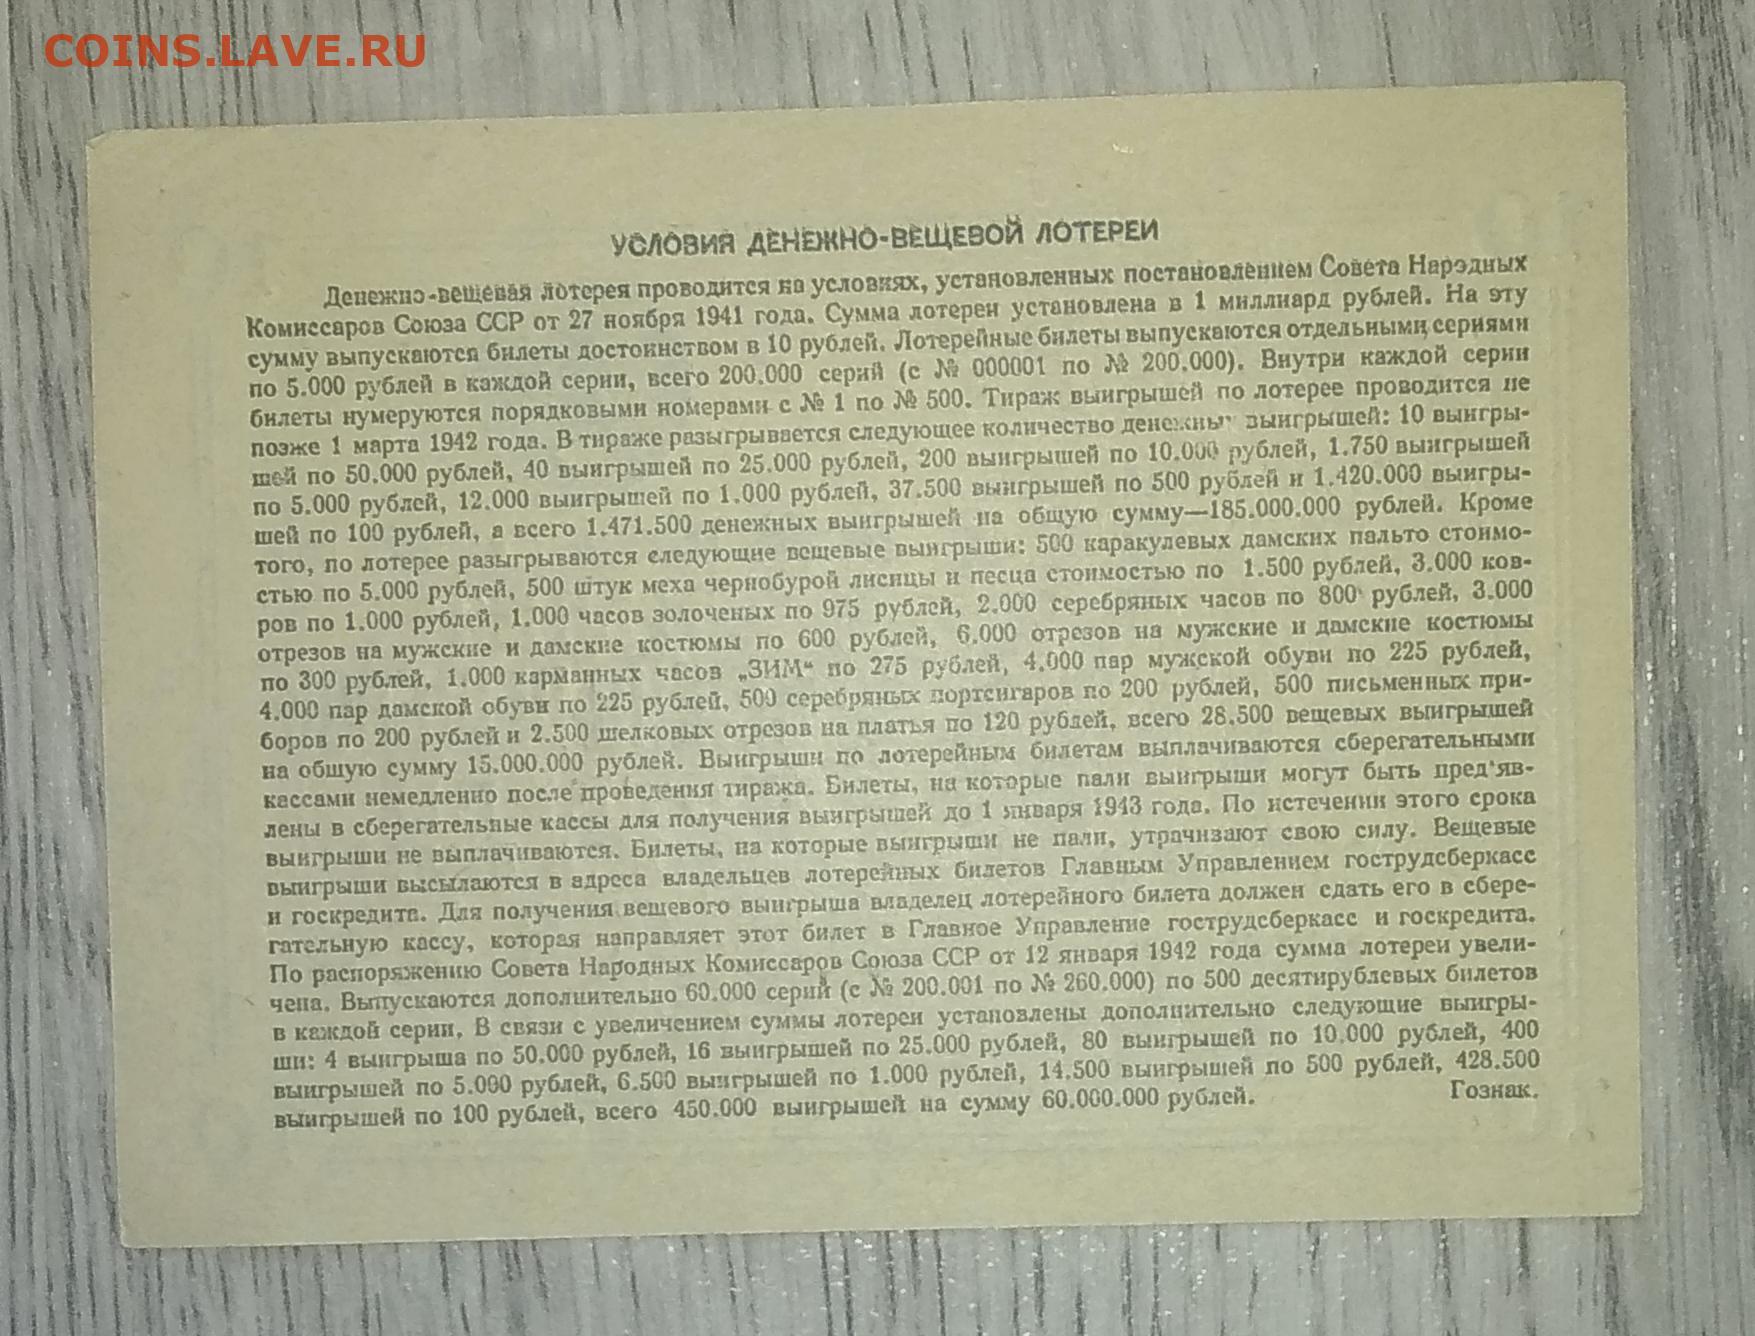 COINS.LAVE.RU
УСЛОВИЯ ДЕНЕЖНО-ВЕЩЕВОЙ ЛОТЕРЕИ
Денежно-вещевая лотерея проводится на условиях, установленных постановлением Совета Народных
Комиссаров Союза ССР от 27 ноября 1941 года. Сумма лотереи установлена в 1 миллиард рублей. На эту
сумму выпускаются билеты достоинством в 10 рублей. Лотерейные билеты выпускаются отдельными сериями
по 5.000 рублей в каждой серии, всего 200.000 серий (с № 000001 по № 200.000). Внутри каждой серии
билеты нумеруются порядковыми номерами с № 1 по № 500. Тираж выигрышей по лотерее проводится не
позже 1 марта 1942 года. В тираже разыгрывается следующее количество денежных выигрышей: 10 выигры-
шей по 50.000 рублей, 40 выигрышей по 25.000 рублей, 200 выигрышей по 10.000 рублей, 1.750 выигрышей
по 5.000 рублей, 12.000 выигрышей по 1.000 рублей, 37.500 выигрышей по 500 рублей и 1.420.000 выигры-
шей по 100 рублей, а всего 1.471.500 денежных выигрышей на общую сумму—185.000.000 рублей. Кроме
того, по лотерее разыгрываются следующие вещевые выигрыши: 500 каракулевых дамских пальто стоимо-
стью по 5.000 рублей, 500 штук меха чернобурой лисицы и песца стоимостью по 1.500 рублей, 3.000 ков-
ров по 1.000 рублей, 1.000 часов золоченых по 975 рублей, 2.000 серебряных часов по 800 рублей, 3.000
отрезов на мужские и дамские костюмы по 600 рублей, 6.000 отрезов на мужские и дамские костюмы
по 300 рублей, 1.000 карманных часов „ЗИМ“ по 275 рублей, 4.000 пар мужской обуви по 225 рублей,
4.000 пар дамской обуви по 225 рублей, 500 серебряных портсигаров по 200 рублей, 500 письменных при-
боров по 200 рублей и 2.500 шелковых отрезов на платья по 120 рублей, всего 28.500 вещевых выигрышей
на общую сумму 15.000.000 рублей. Выигрыши по лотерейным билетам выплачиваются сберегательными
кассами немедленно после проведения тиража. Билеты, на которые пали выигрыши могут быть пред'яв-
лены в сберегательные кассы для получения выигрышей до 1 января 1943 года. По истечении этого срока
выигрыши не выплачиваются. Билеты, на которые выигрыши не пали, утрачивают свою силу. Вещевые
выигрыши высылаются в адреса владельцев лотерейных билетов Главным Управлением гострудсберкасс
и госкредита. Для получения вещевого выигрыша владелец лотерейного билета должен сдать его в сбере-
гательную кассу, которая направляет этот билет в Главное Управление гострудсберкасс и госкредита.
По распоряжению Совета Народных Комиссаров Союза ССР от 12 января 1942 года сумма лотереи увели-
чена. Выпускаются дополнительно 60.000 серий (с № 200.001 по № 260.000) по 500 десятирублевых билетов
в каждой серии. В связи с увеличением суммы лотереи установлены дополнительно следующие выигры-
ши: 4 выигрыша по 50.000 рублей, 16 выигрышей по 25.000 рублей, 80 выигрышей по 10.000 рублей, 400
выигрышей по 5.000 рублей, 6.500 выигрышей по 1.000 рублей, 14.500 выигрышей по 500 рублей, 428.500
выигрышей по 100 рублей, всего 450.000 выигрышей на сумму 60.000.000 рублей. Гознак.